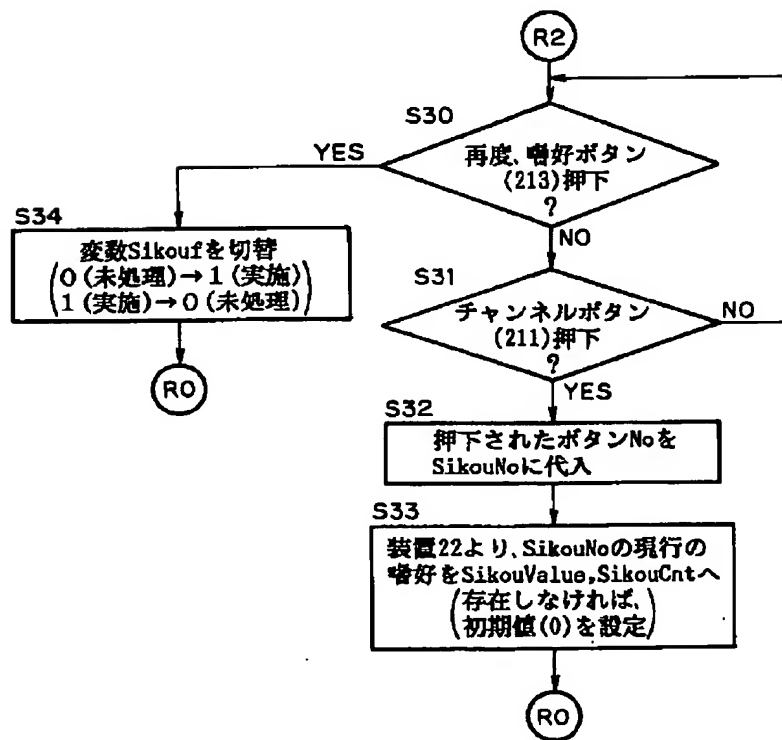 R2
S30
YES
再度、嗜好ボタン
(213)押下
?
NO
S34
変数Sikoufを切替
0(未処理)→1(実施)
1(実施)→0(未処理)
R0
S31
チャンネルボタン
(211)押下
?
NO
YES
S32
押下されたボタンNoを
SikouNoに代入
S33
装置22より、SikouNoの現行の
嗜好をSikouValue,SikouCntへ
(存在しなければ、
初期値(0)を設定)
R0